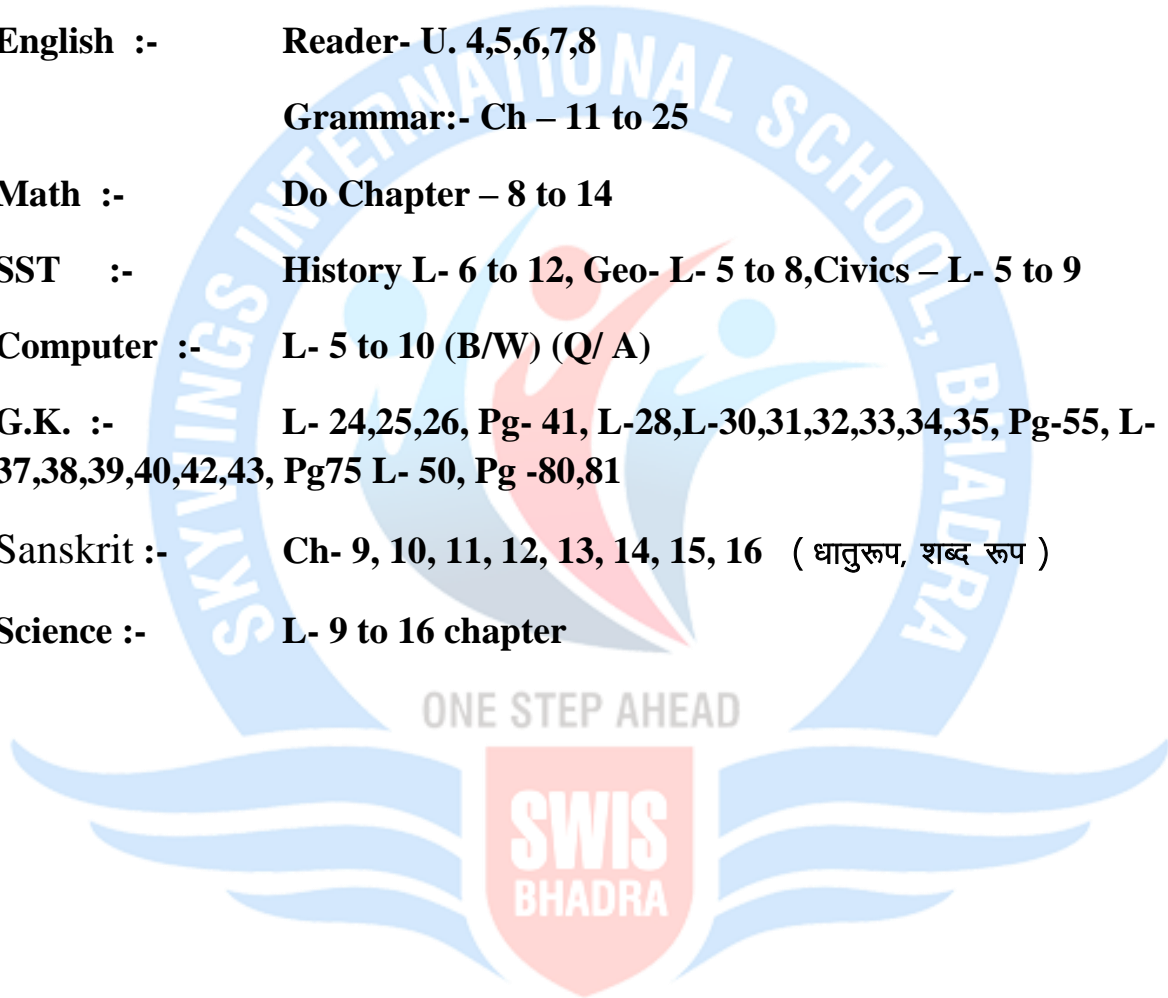 English :- Reader- U. 4,5,6,7,8
Grammar:- Ch – 11 to 25
Math :- Do Chapter – 8 to 14
SST :- History L- 6 to 12, Geo- L- 5 to 8,Civics – L- 5 to 9
Computer :- L- 5 to 10 (B/W) (Q/ A)
G.K. :- L- 24,25,26, Pg- 41, L-28,L-30,31,32,33,34,35, Pg-55, L-
37,38,39,40,42,43, Pg75 L- 50, Pg -80,81
Sanskrit :- Ch- 9, 10, 11, 12, 13, 14, 15, 16 ( धातुरूप, शब्द रूप )
Science :- L- 9 to 16 chapter
SKYWINGS INTERNATIONAL SCHOOL, BHADRA
ONE STEP AHEAD
SWIS
BHADRA